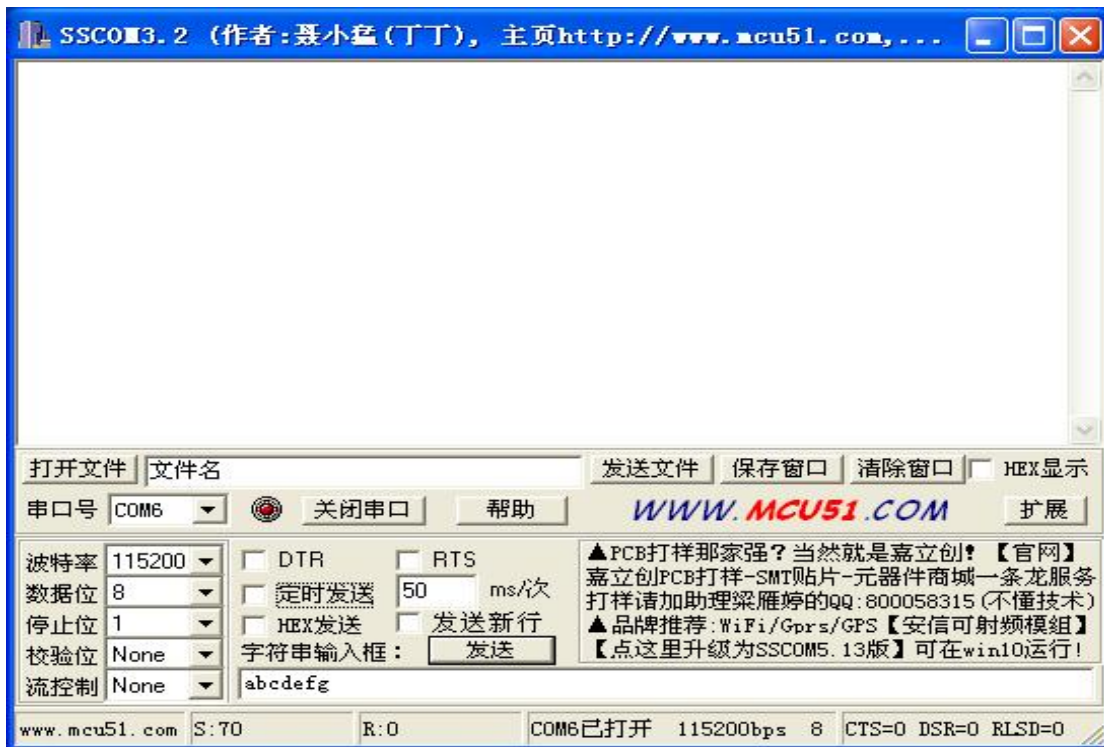 SSCOM3.2 (作者:聂小猛(丁丁), 主页http://www.mcu51.com,...
打开文件 文件名 发送文件 保存窗口 清除窗口 HEX显示
串口号 COM6 关闭串口 帮助 WWW.MCU51.COM 扩展
波特率 115200 DTR RTS
数据位 8 定时发送 50 ms/次
停止位 1 HEX发送 发送新行
校验位 None 字符串输入框： 发送
流控制 None abcdefg
▲PCB打样那家强？当然就是嘉立创! 【官网】
嘉立创PCB打样-SMT贴片-元器件商城一条龙服务
打样请加助理梁雁婷的QQ:800058315(不懂技术)
▲品牌推荐:WiFi/Gprs/GPS【安信可射频模组】
【点这里升级为SSCOM5.13版】可在win10运行!
www.mcu51.com S:70 R:0 COM6已打开 115200bps 8 CTS=0 DSR=0 RLSD=0